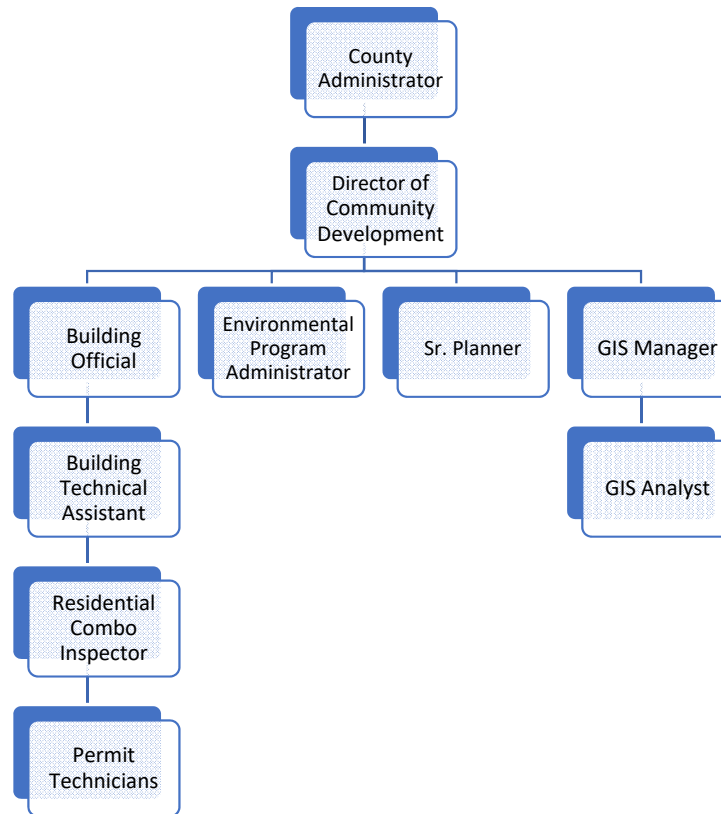 County
Administrator
Director of
Community
Development
Building
Official
Environmental
Program
Administrator
Sr. Planner
GIS Manager
Building
Technical
Assistant
GIS Analyst
Residential
Combo
Inspector
Permit
Technicians